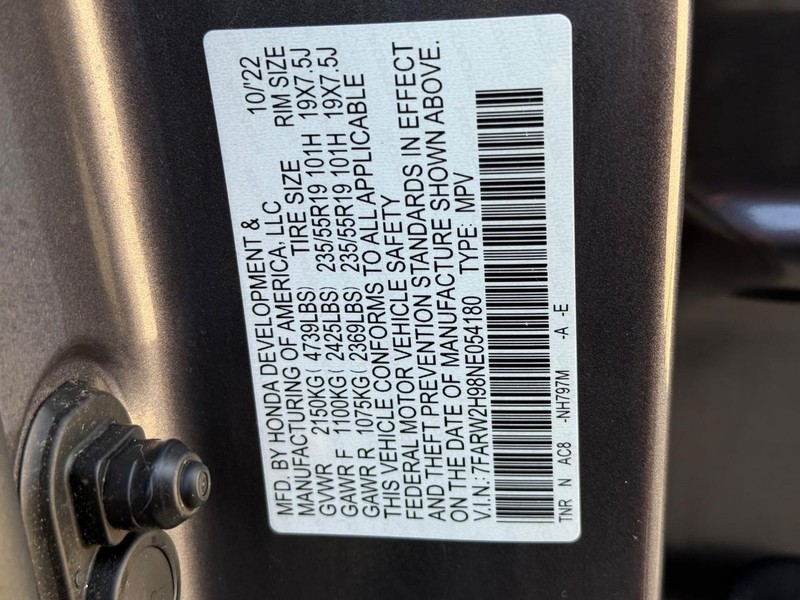 MFD. BY HONDA DEVELOPMENT & 10/'22
MANUFACTURING OF AMERICA, LLC
TIRE SIZE RIM SIZE
GVWR 2150KG( 4739LBS)
GAWR F 1100KG( 2425LBS) 235/55R19 101H 19X7.5J
GAWR R 1075KG( 2369LBS) 235/55R19 101H 19X7.5J
THIS VEHICLE CONFORMS TO ALL APPLICABLE
FEDERAL MOTOR VEHICLE SAFETY
AND THEFT PREVENTION STANDARDS IN EFFECT
ON THE DATE OF MANUFACTURE SHOWN ABOVE.
V.I.N.:7FARW2H98NE054180 TYPE: MPV
TNR N AC8 -NH797M -A -E